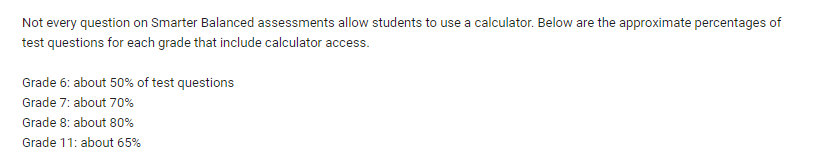 Not every question on Smarter Balanced assessments allow students to use a calculator. Below are the approximate percentages of
test questions for each grade that include calculator access.
Grade 6: about 50% of test questions
Grade 7: about 70%
Grade 8: about 80%
Grade 11: about 65%